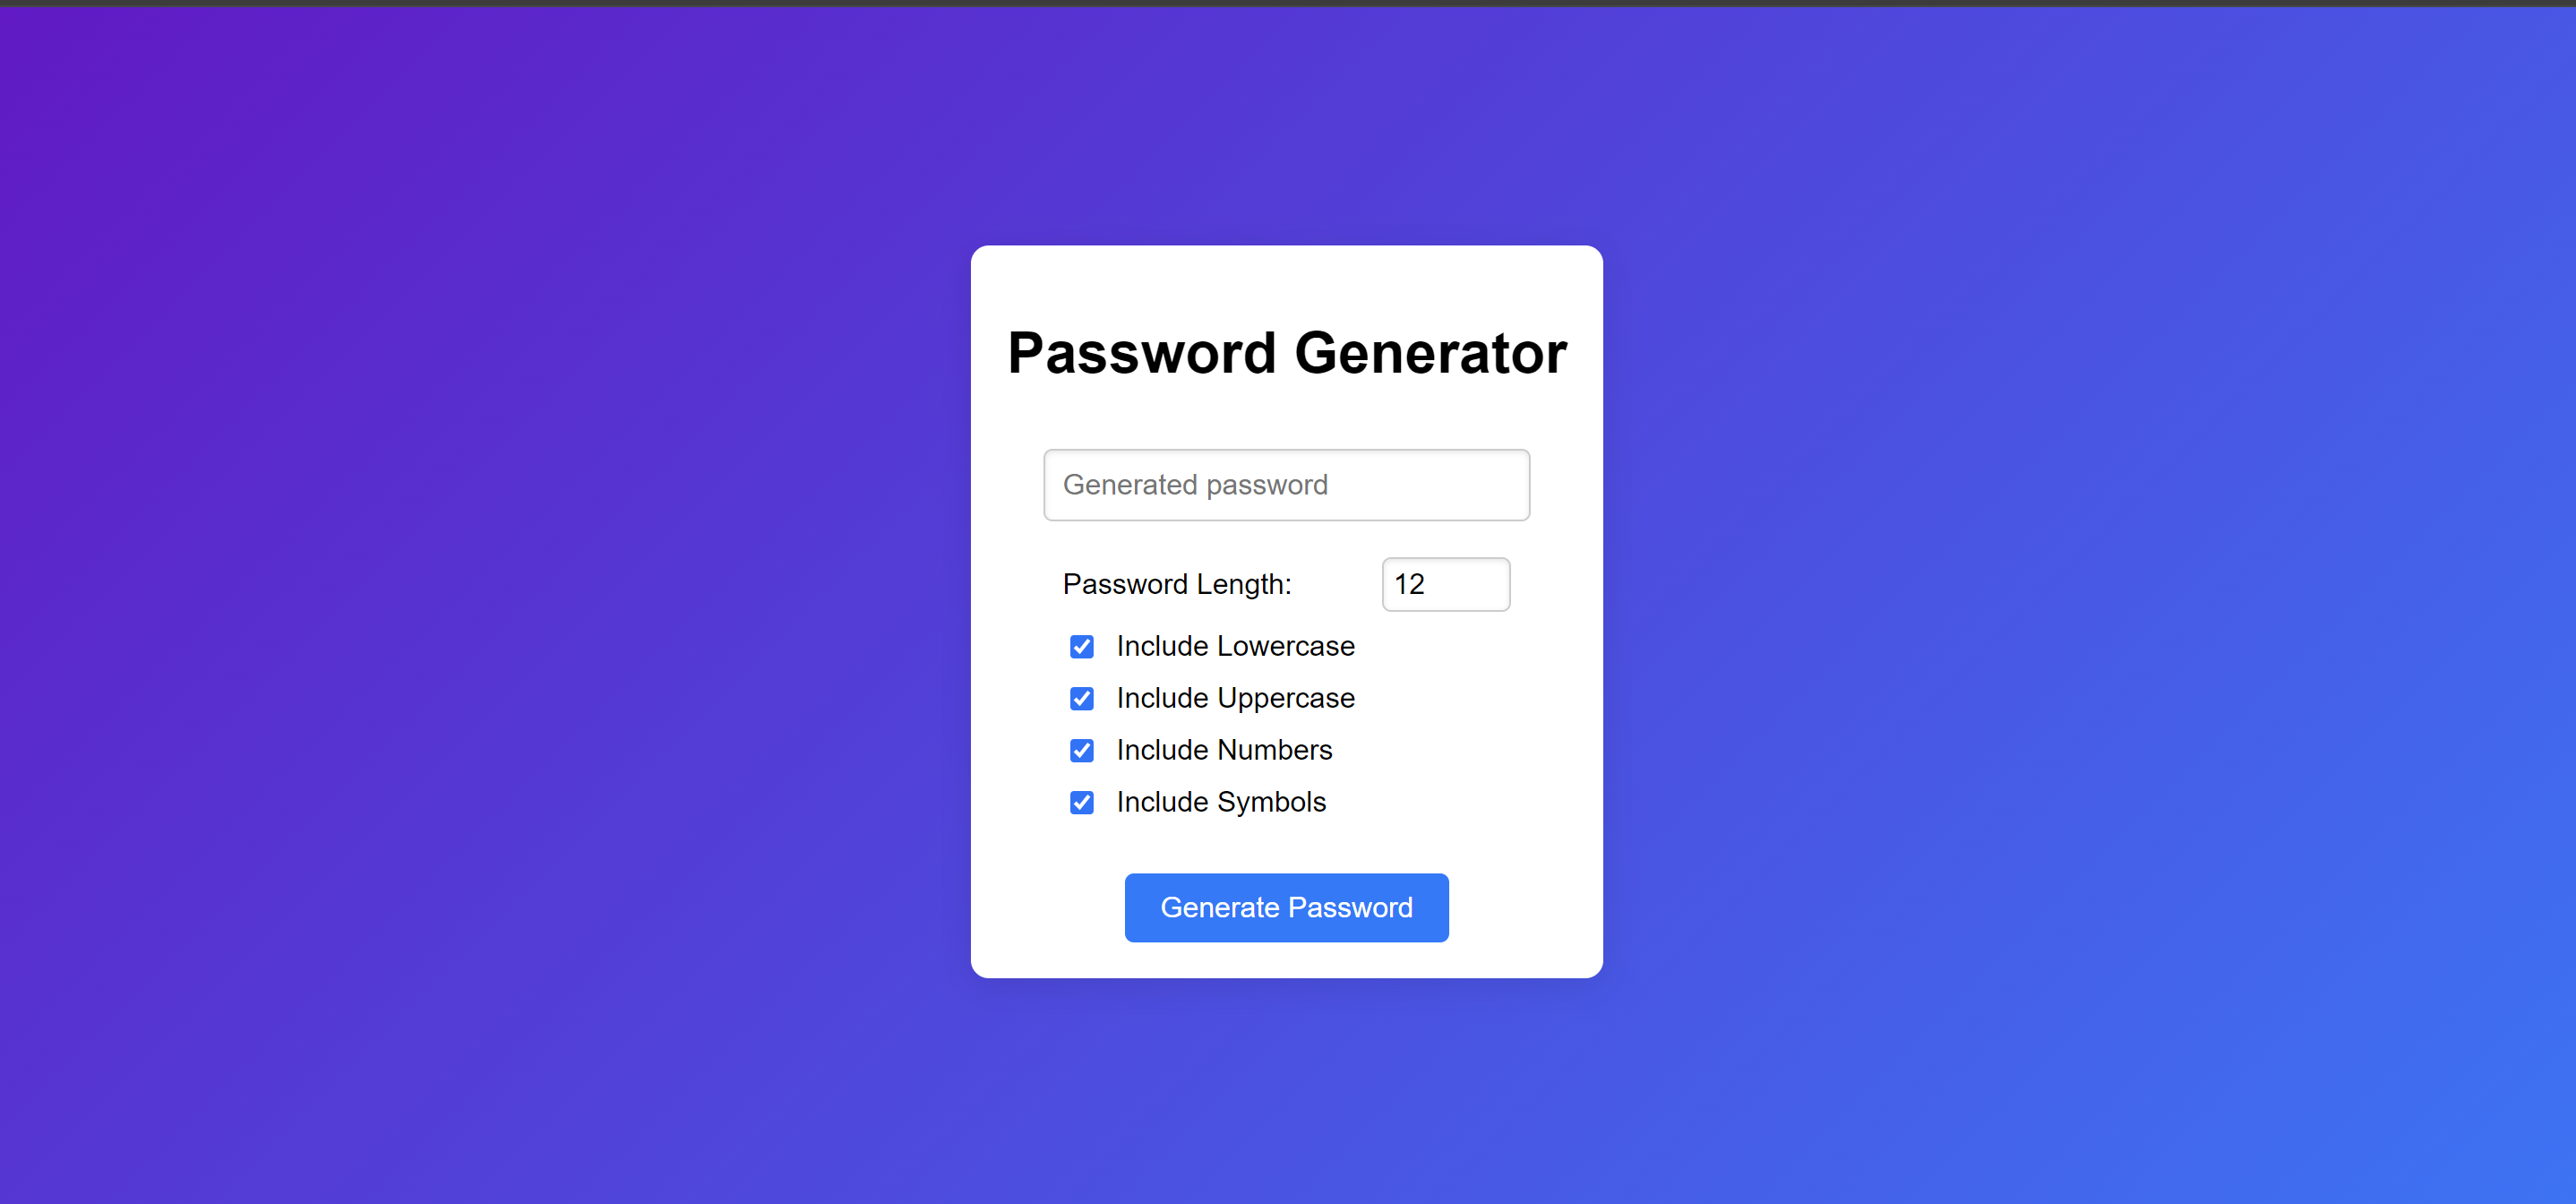 Password Generator
Generated password
Password Length: 12
Include Lowercase
Include Uppercase
Include Numbers
Include Symbols
Generate Password